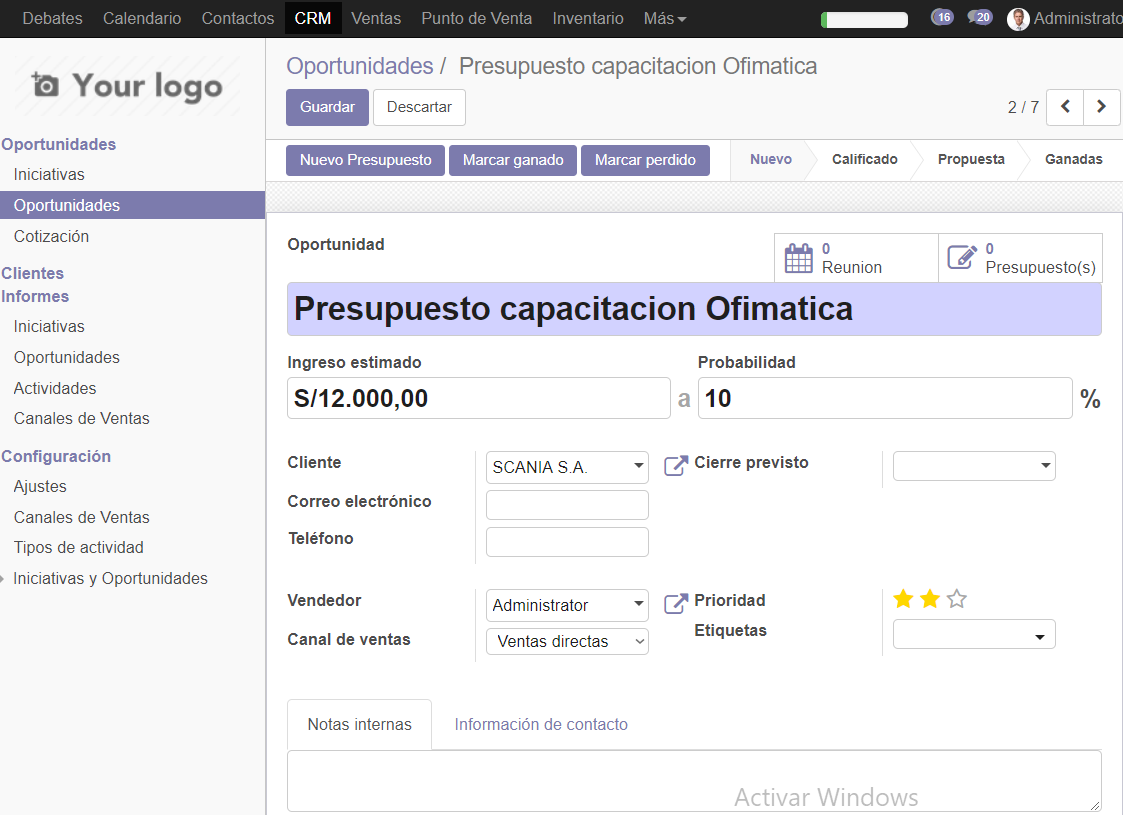 Debates Calendario Contactos CRM Ventas Punto de Venta Inventario Más 16 20 Administrato
Your logo
Oportunidades
Iniciativas
Oportunidades
Cotización
Clientes
Informes
Iniciativas
Oportunidades
Actividades
Canales de Ventas
Configuración
Ajustes
Canales de Ventas
Tipos de actividad
Iniciativas y Oportunidades
Oportunidades / Presupuesto capacitacion Ofimatica
Guardar Descartar 2 / 7
Nuevo Presupuesto Marcar ganado Marcar perdido Nuevo Calificado Propuesta Ganadas
Oportunidad
0 Reunion
0 Presupuesto(s)
Presupuesto capacitacion Ofimatica
Ingreso estimado Probabilidad
S/12.000,00 a 10 %
Cliente SCANIA S.A. Cierre previsto
Correo electrónico
Teléfono
Vendedor Administrator Prioridad
Canal de ventas Ventas directas Etiquetas
Notas internas Información de contacto
Activar Windows